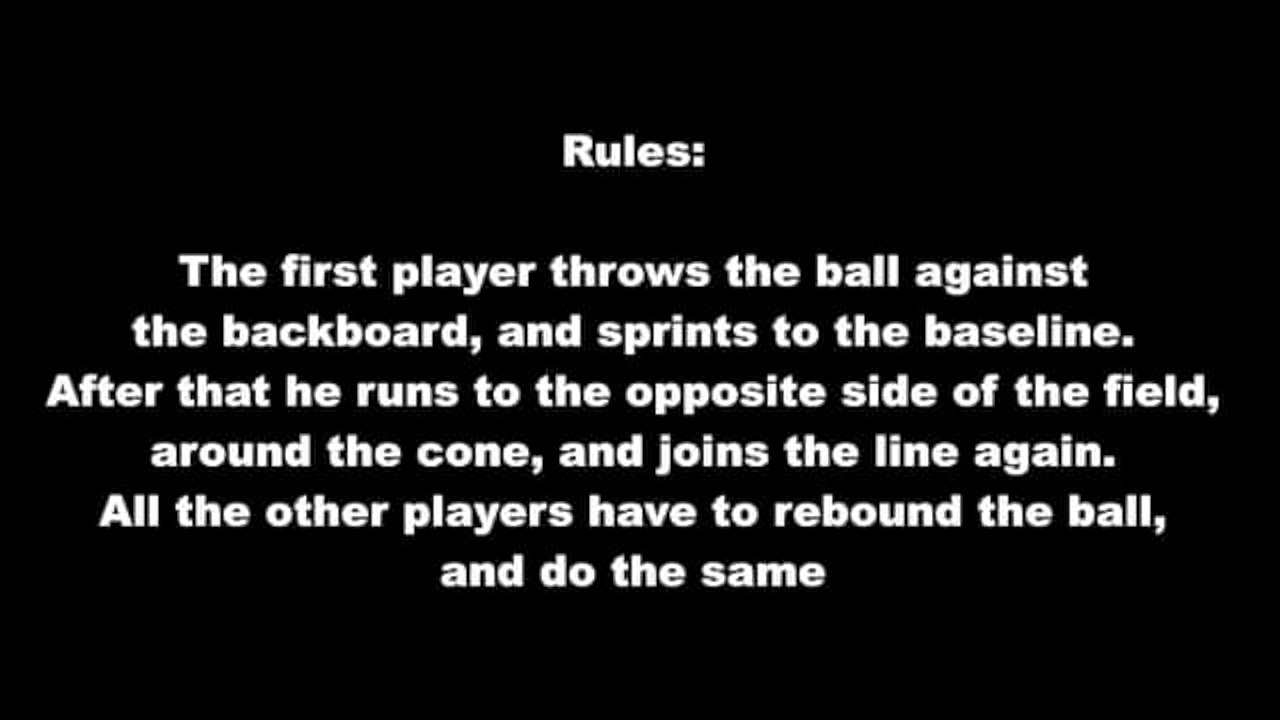 Rules:
The first player throws the ball against
the backboard, and sprints to the baseline.
After that he runs to the opposite side of the field,
around the cone, and joins the line again.
All the other players have to rebound the ball,
and do the same